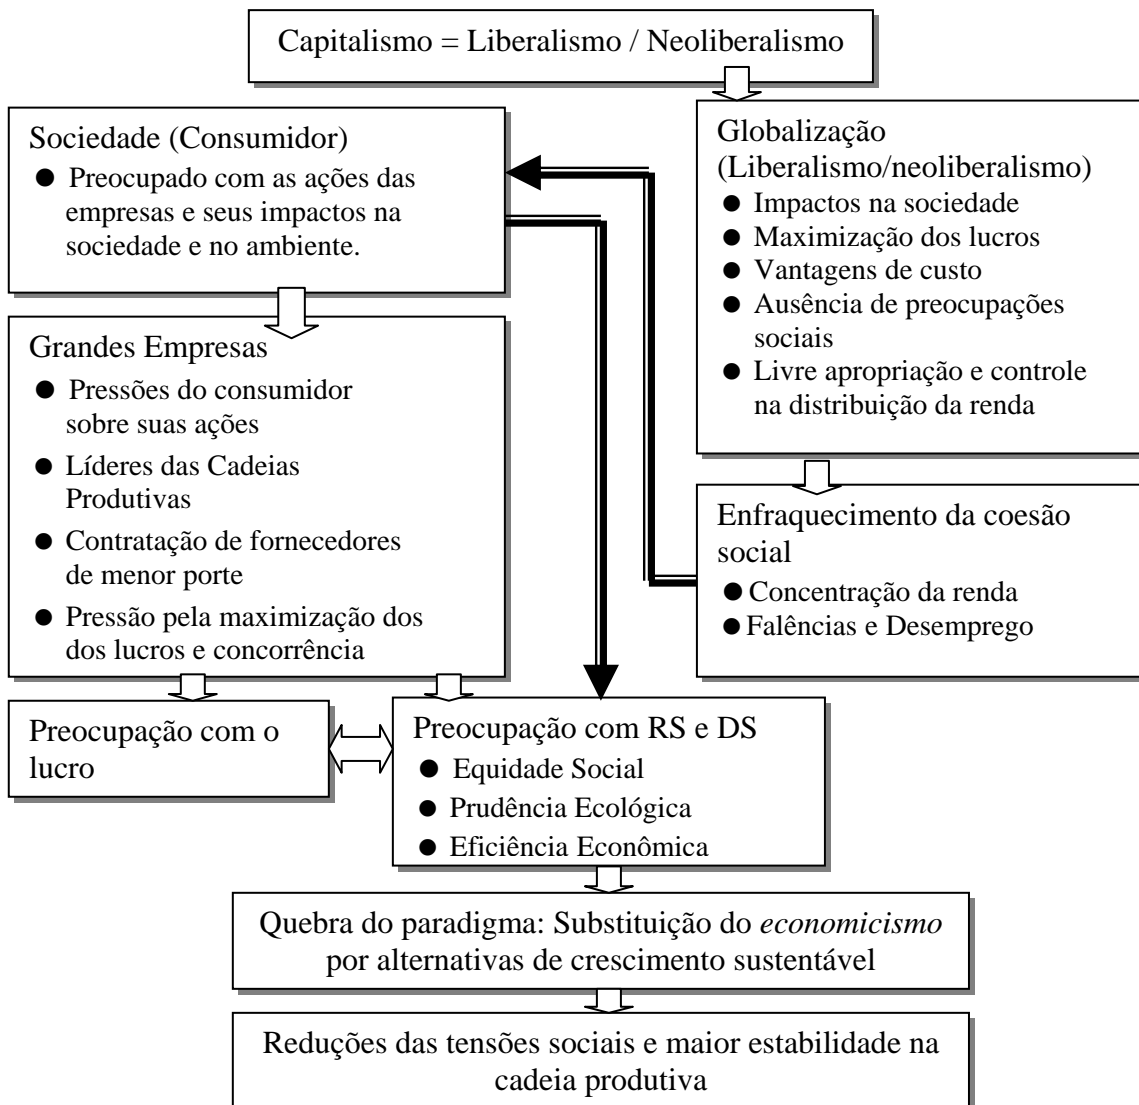 Capitalismo = Liberalismo / Neoliberalismo
Sociedade (Consumidor)
● Preocupado com as ações das
empresas e seus impactos na
sociedade e no ambiente.
Globalização
(Liberalismo/neoliberalismo)
● Impactos na sociedade
● Maximização dos lucros
● Vantagens de custo
● Ausência de preocupações
sociais
● Livre apropriação e controle
na distribuição da renda
Grandes Empresas
● Pressões do consumidor
sobre suas ações
● Líderes das Cadeias
Produtivas
● Contratação de fornecedores
de menor porte
● Pressão pela maximização dos
dos lucros e concorrência
Enfraquecimento da coesão
social
● Concentração da renda
● Falências e Desemprego
Preocupação com o
lucro
Preocupação com RS e DS
● Equidade Social
● Prudência Ecológica
● Eficiência Econômica
Quebra do paradigma: Substituição do economicismo
por alternativas de crescimento sustentável
Reduções das tensões sociais e maior estabilidade na
cadeia produtiva